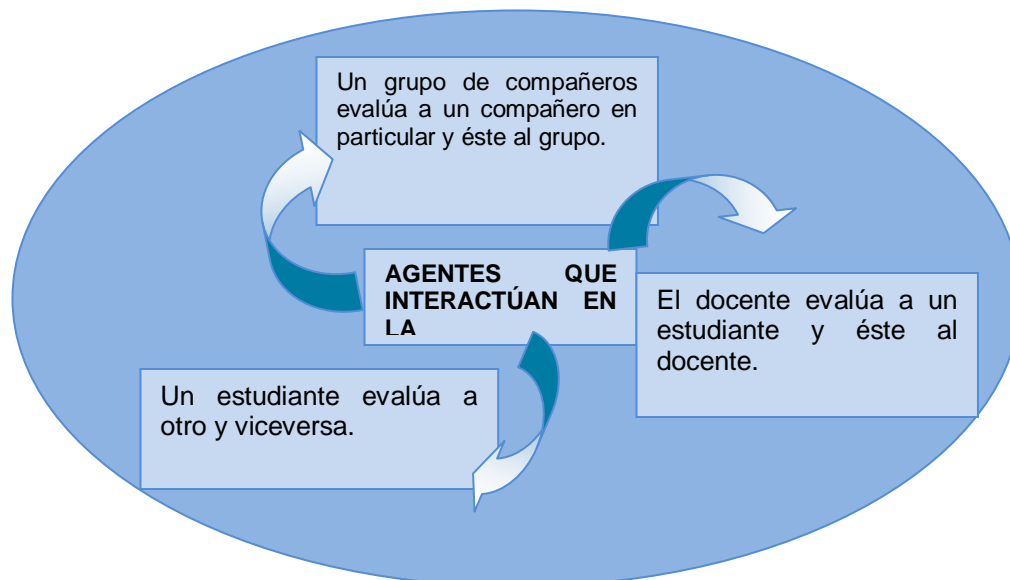 Un grupo de compañeros
evalúa a un compañero en
particular y éste al grupo.
AGENTES QUE
INTERACTÚAN EN
LA
El docente evalúa a un
estudiante y éste al
docente.
Un estudiante evalúa a
otro y viceversa.